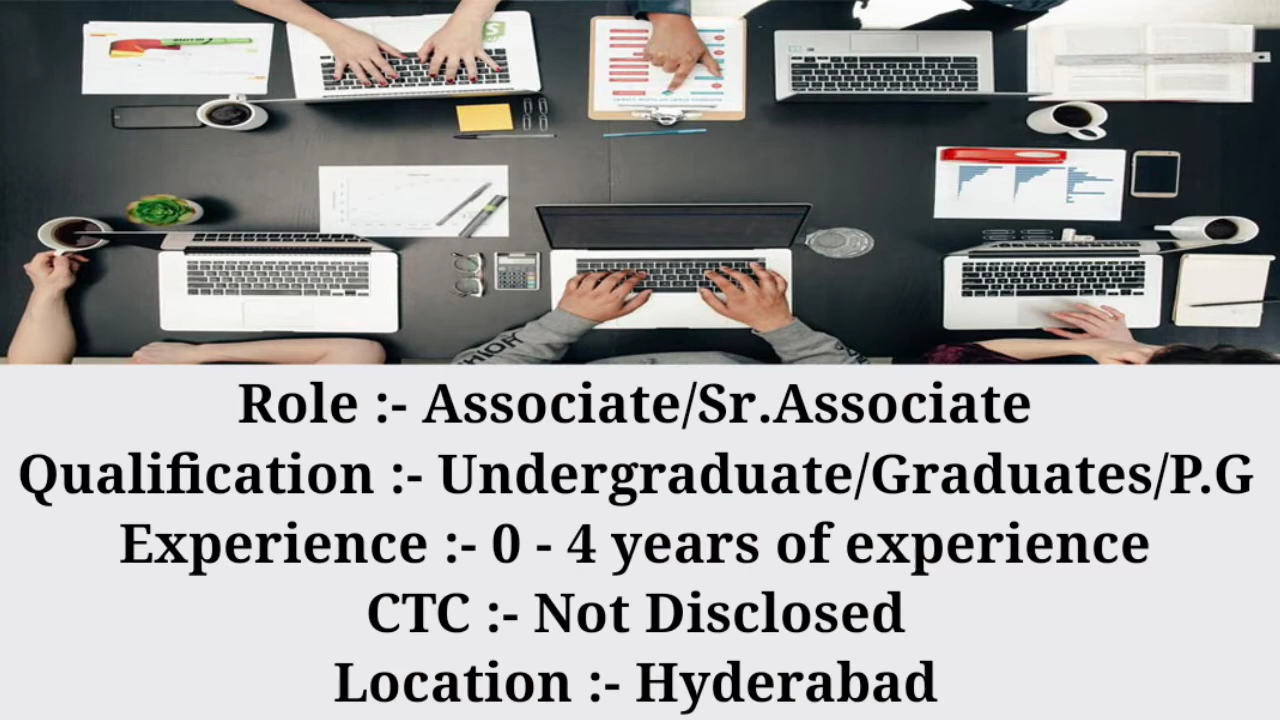 Role :- Associate/Sr.Associate
Qualification :- Undergraduate/Graduates/P.G
Experience :- 0 - 4 years of experience
CTC :- Not Disclosed
Location :- Hyderabad